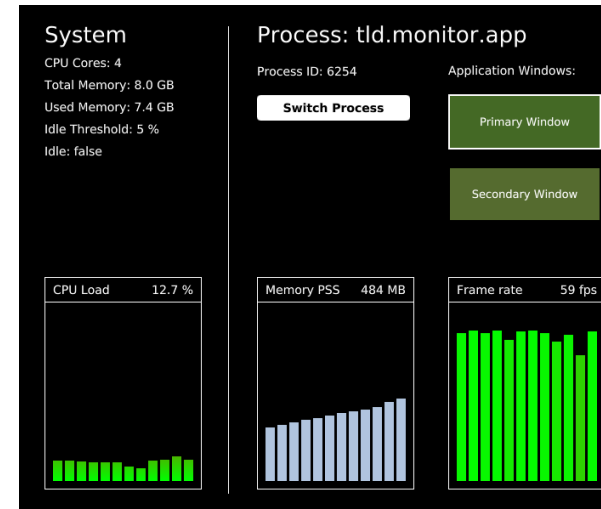 System
CPU Cores: 4
Total Memory: 8.0 GB
Used Memory: 7.4 GB
Idle Threshold: 5 %
Idle: false
Process: tld.monitor.app
Process ID: 6254
Switch Process
Application Windows:
Primary Window
Secondary Window
CPU Load 12.7 %
Memory PSS 484 MB
Frame rate 59 fps